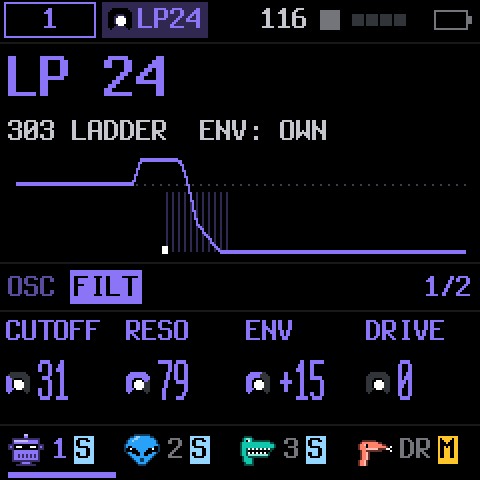 1 LP24 116
LP 24
303 LADDER ENV: OWN
OSC FILT 1/2
CUTOFF RESO ENV DRIVE
31 79 +15 0
1 S 2 S 3 S DR M